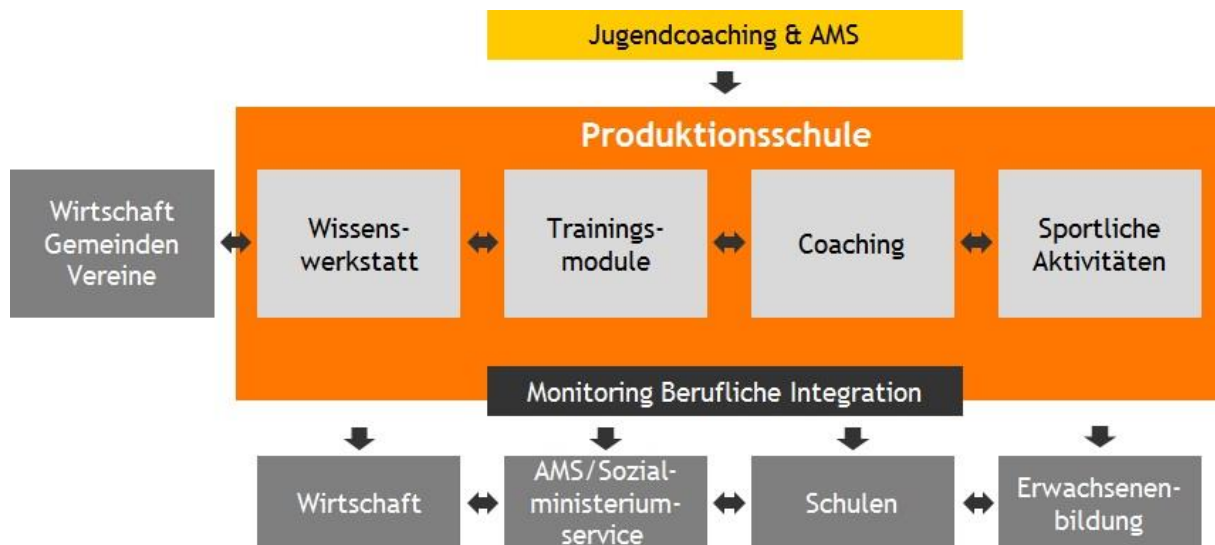 Jugendcoaching & AMS
Produktionsschule
Wirtschaft
Gemeinden
Vereine
Wissens-
werkstatt
Trainings-
module
Coaching
Sportliche
Aktivitäten
Monitoring Berufliche Integration
Wirtschaft
AMS/Sozial-
ministerium-
service
Schulen
Erwachsenen-
bildung